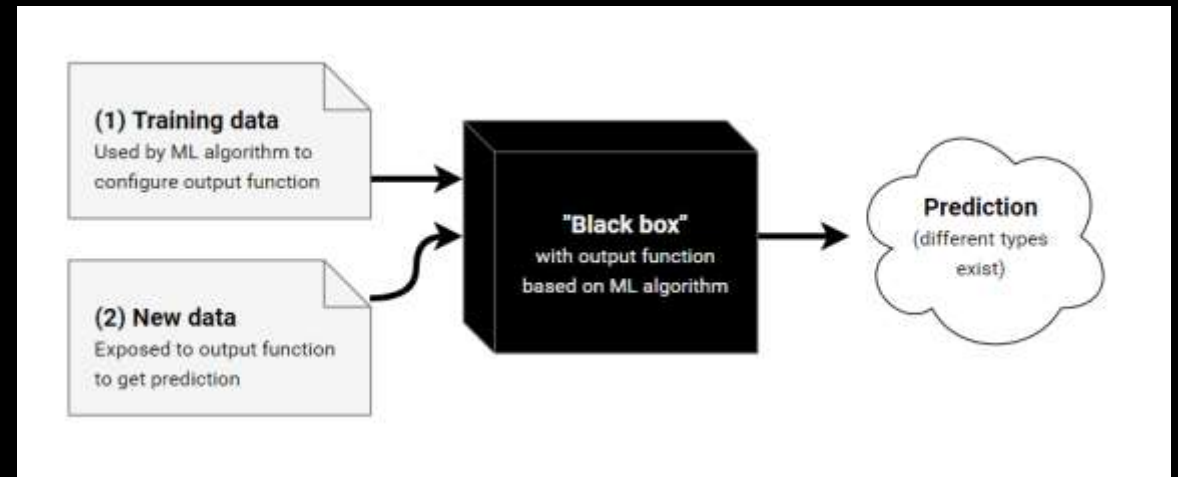 (1) Training data
Used by ML algorithm to
configure output function
(2) New data
Exposed to output function
to get prediction
"Black box"
with output function
based on ML algorithm
Prediction
(different types
exist)